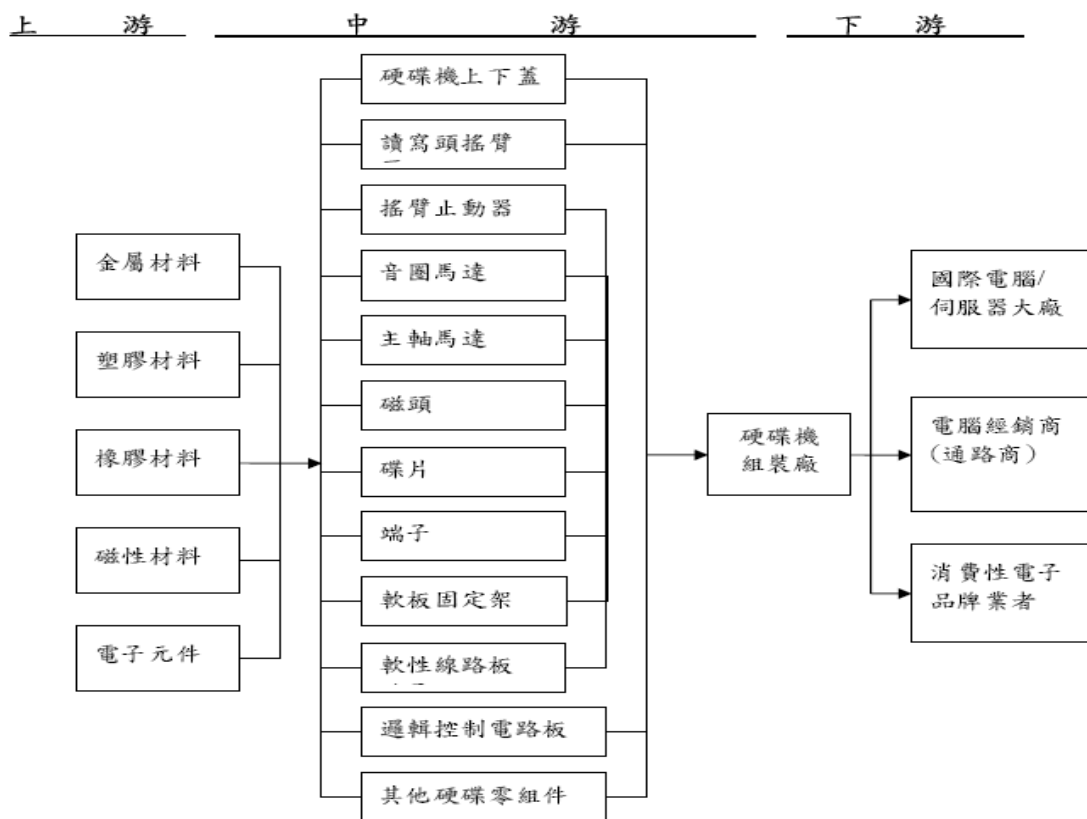 上 游
中 游
下 游
金屬材料
塑膠材料
橡膠材料
磁性材料
電子元件
硬碟機上下蓋
讀寫頭搖臂
搖臂止動器
音圈馬達
主軸馬達
磁頭
碟片
端子
軟板固定架
軟性線路板
邏輯控制電路板
其他硬碟零組件
硬碟機
組裝廠
國際電腦/
伺服器大廠
電腦經銷商
(通路商)
消費性電子
品牌業者